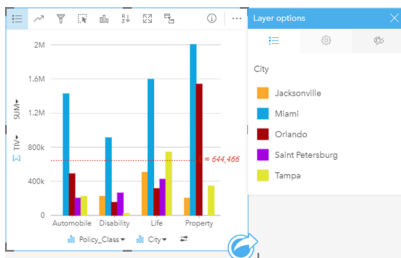 Layer options
2M
1.6M
1.2M
800k
400k
0
SUM
TIV
= 644,466
Automobile Disability Life Property
Policy_Class City
City
Jacksonville
Miami
Orlando
Saint Petersburg
Tampa